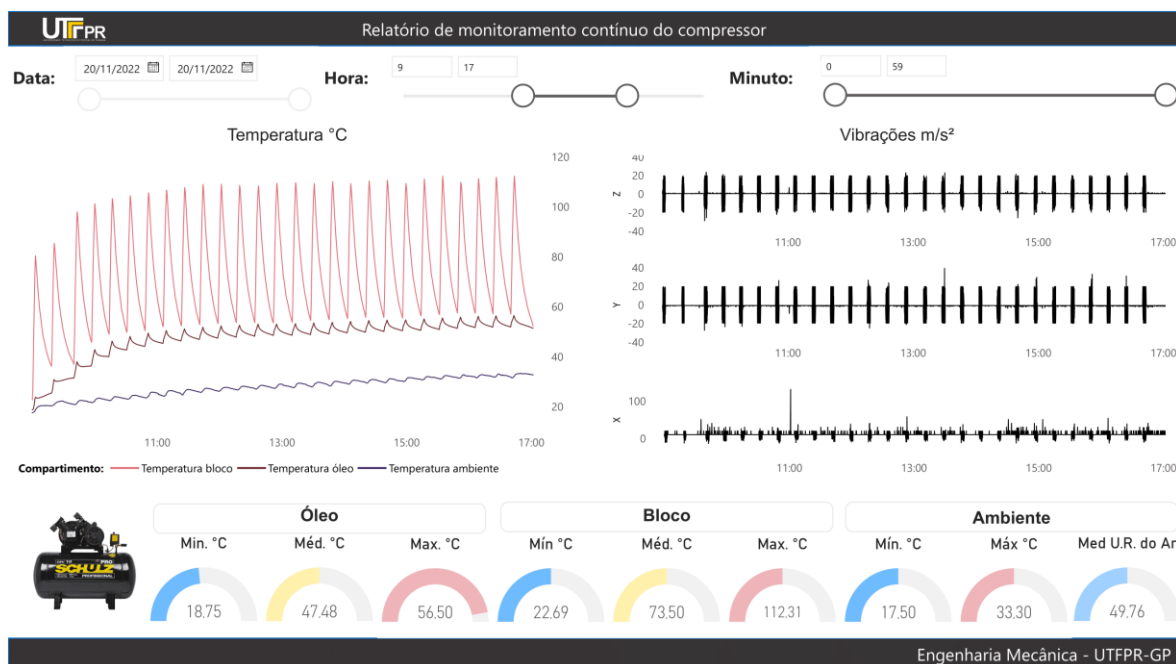 UTFPR
Relatório de monitoramento contínuo do compressor
Data:
20/11/2022
20/11/2022
Hora:
9
17
Minuto:
0
59
Temperatura °C
120
100
80
60
40
20
11:00
13:00
15:00
17:00
Compartimento:
Temperatura bloco
Temperatura óleo
Temperatura ambiente
Vibrações m/s²
Z
40
20
0
-20
-40
11:00
13:00
15:00
17:00
Y
40
20
0
-20
-40
11:00
13:00
15:00
17:00
X
100
0
11:00
13:00
15:00
17:00
PRO
SCHULZ
PROFESSIONAL
Óleo
Min. °C
Méd. °C
Max. °C
18.75
47.48
56.50
Bloco
Mín °C
Méd. °C
Max. °C
22.69
73.50
112.31
Ambiente
Mín. °C
Máx °C
Med U.R. do Ar
17.50
33.30
49.76
Engenharia Mecânica - UTFPR-GP